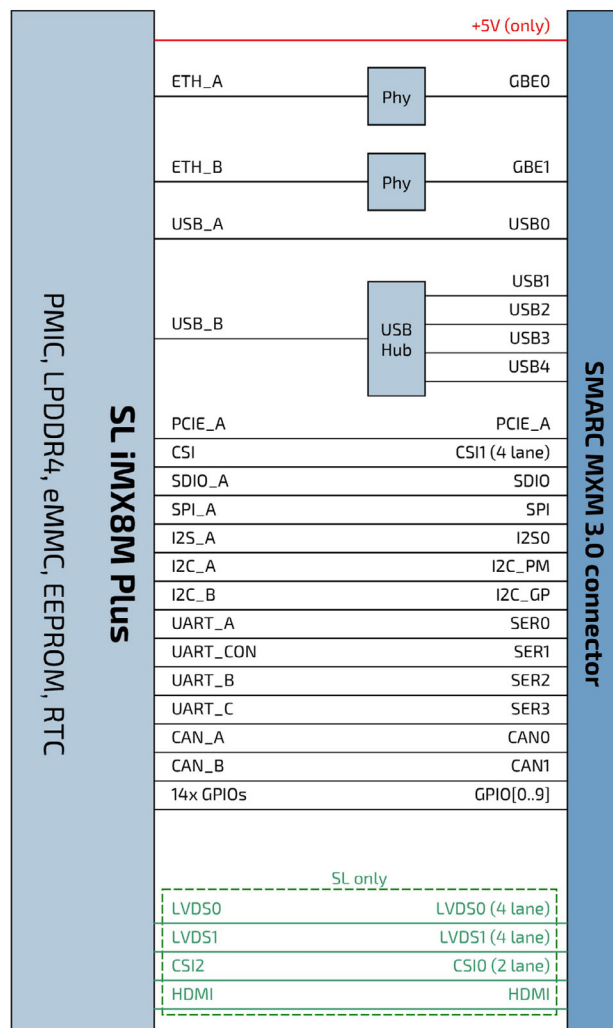 +5V (only)
ETH_A
Phy
GBE0
ETH_B
Phy
GBE1
USB_A
USB0
USB1
USB2
USB_B
USB
Hub
USB3
USB4
PCIE_A
PCIE_A
CSI
CSI1 (4 lane)
SDIO_A
SDIO
SPI_A
SPI
I2S_A
I2S0
I2C_A
I2C_PM
I2C_B
I2C_GP
UART_A
SER0
UART_CON
SER1
UART_B
SER2
UART_C
SER3
CAN_A
CAN0
CAN_B
CAN1
14x GPIOs
GPIO[0..9]
SL only
LVDS0
LVDS0 (4 lane)
LVDS1
LVDS1 (4 lane)
CSI2
CSI0 (2 lane)
HDMI
HDMI
SL iMX8M Plus
PMIC, LPDDR4, eMMC, EEPROM, RTC
SMARC MXM 3.0 connector